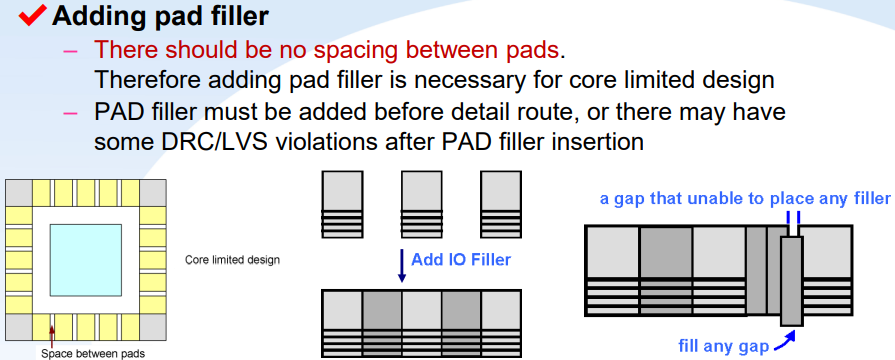 Adding pad filler
– There should be no spacing between pads.
Therefore adding pad filler is necessary for core limited design
– PAD filler must be added before detail route, or there may have
some DRC/LVS violations after PAD filler insertion
Core limited design
Space between pads
Add IO Filler
a gap that unable to place any filler
fill any gap